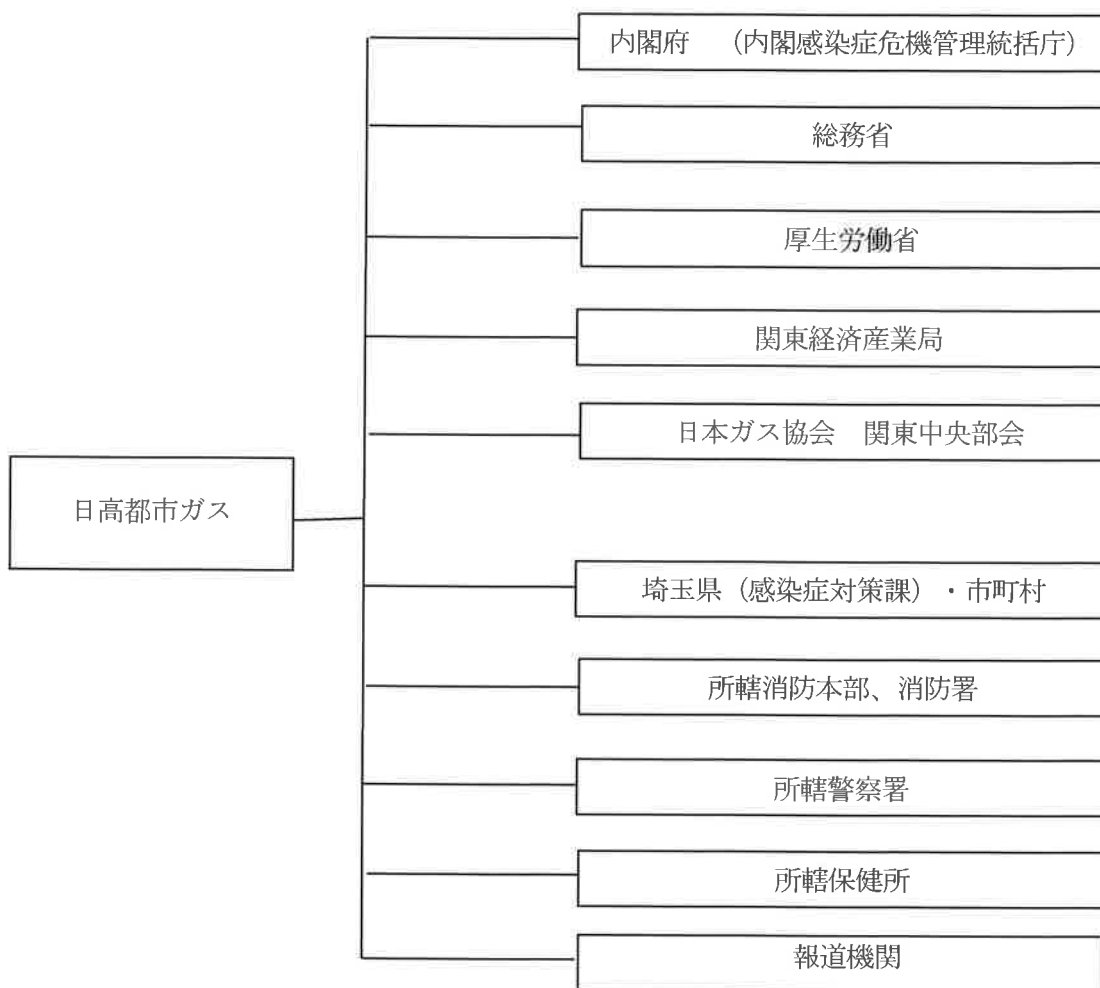 内閣府　（内閣感染症危機管理統括庁）
総務省
厚生労働省
関東経済産業局
日本ガス協会　関東中央部会
日高都市ガス
埼玉県（感染症対策課）・市町村
所轄消防本部、消防署
所轄警察署
所轄保健所
報道機関